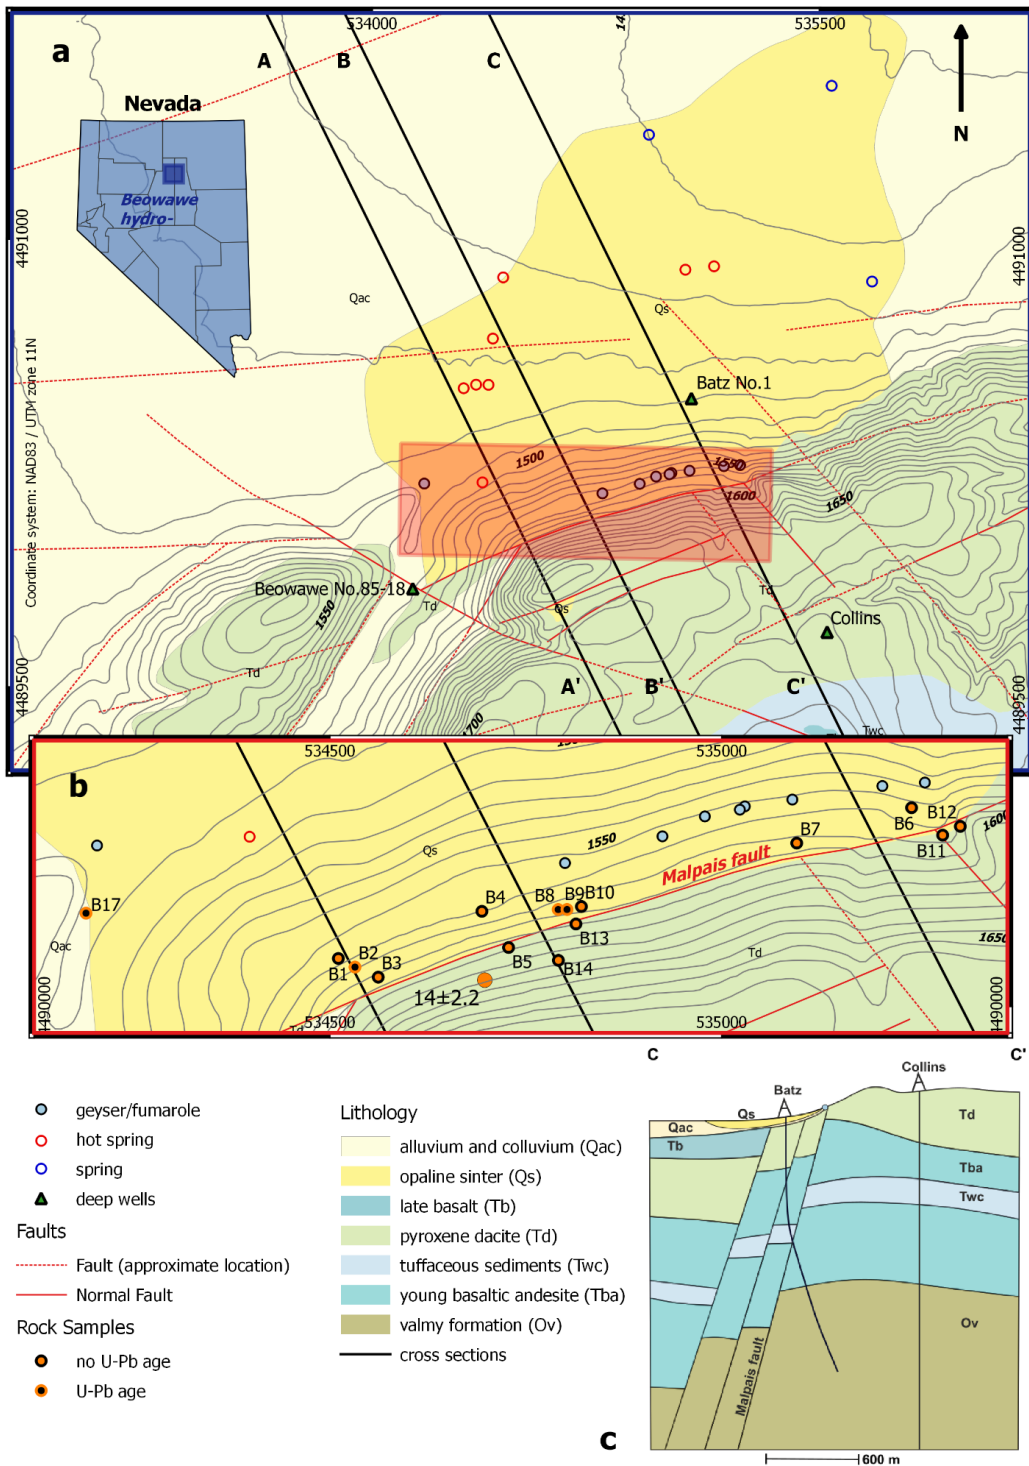 534000
535500
14
a
A
B
C
N
Nevada
Beowawe
hydro-
4491000
4491000
Qac
Qs
Batz No.1
1500
1550
1600
1650
Coordinate system: NAD83 / UTM zone 11N
Beowawe No.85-18
Td
Qs
Td
Collins
1550
Td
4489500
4489500
A'
B'
C'
1700
Twc
534500
535000
b
1550
B6
B12
1600
B7
B11
Qs
Malpais fault
B17
B4
B8
B9
B10
B13
Qac
B2
B1
B3
B5
B14
Td
1650
14±2.2
4490000
4490000
Td
534500
535000
C
C'
geyser/fumarole
hot spring
spring
deep wells
Faults
Fault (approximate location)
Normal Fault
Rock Samples
no U-Pb age
U-Pb age
Lithology
alluvium and colluvium (Qac)
opaline sinter (Qs)
late basalt (Tb)
pyroxene dacite (Td)
tuffaceous sediments (Twc)
young basaltic andesite (Tba)
valmy formation (Ov)
cross sections
Collins
Batz
Qs
Td
Qac
Tb
Tba
Twc
Ov
Malpais fault
c
600 m